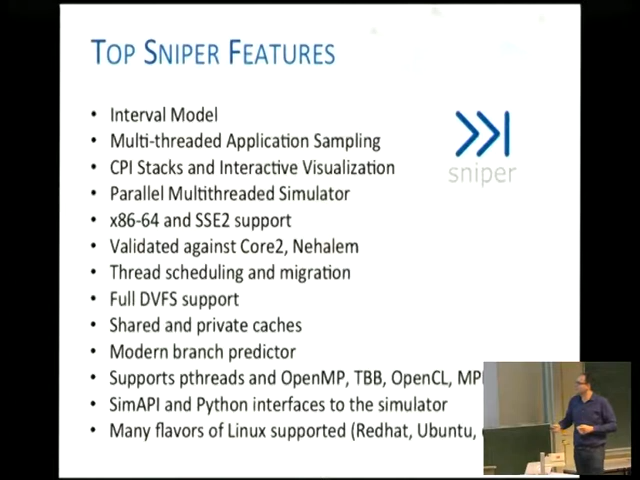 TOP SNIPER FEATURES
• Interval Model
• Multi-threaded Application Sampling
• CPI Stacks and Interactive Visualization
• Parallel Multithreaded Simulator
• x86-64 and SSE2 support
• Validated against Core2, Nehalem
• Thread scheduling and migration
• Full DVFS support
• Shared and private caches
• Modern branch predictor
• Supports pthreads and OpenMP, TBB, OpenCL, MPI
• SimAPI and Python interfaces to the simulator
• Many flavors of Linux supported (Redhat, Ubuntu,
sniper